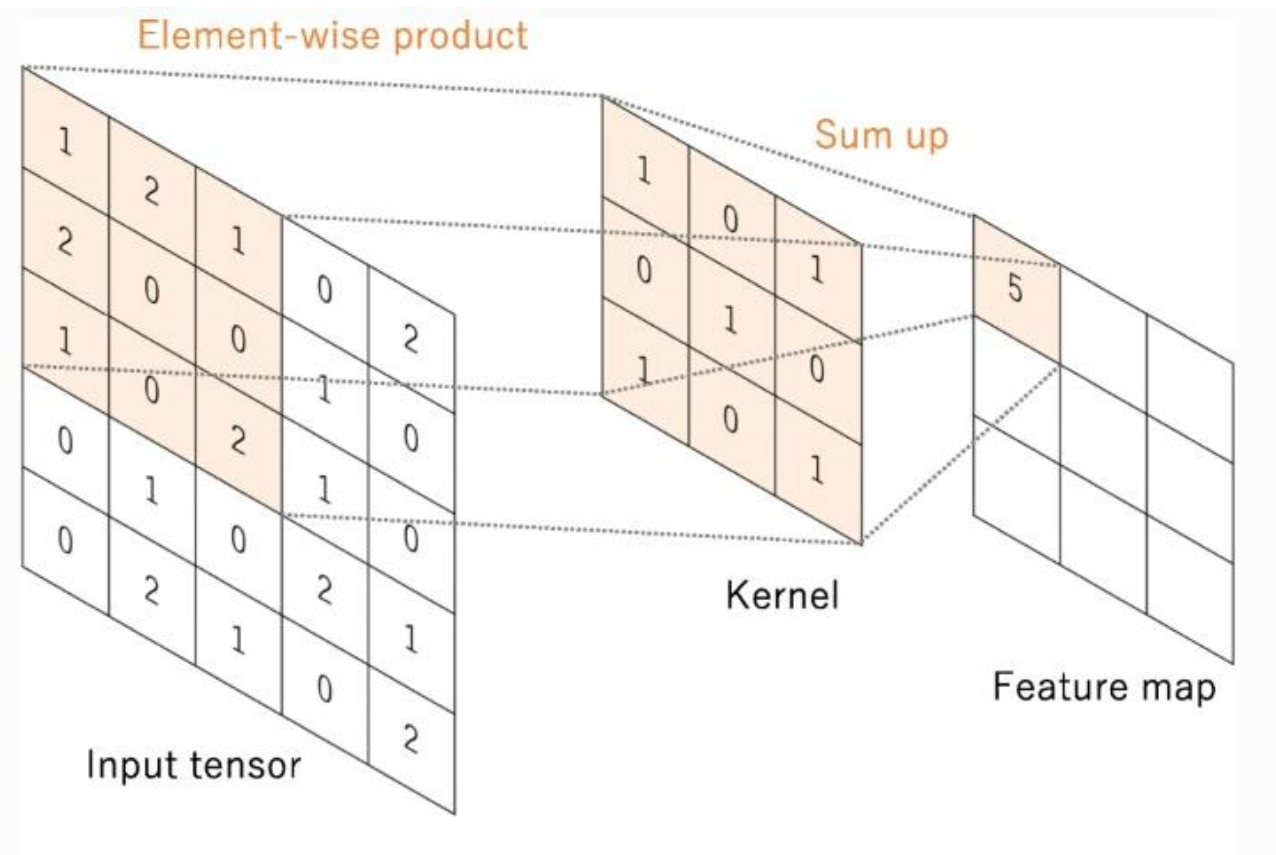 Element-wise product
Sum up
1 2 1 0 2
2 0 0 1 0
1 0 2 1 0
0 1 0 2 1
0 2 1 0 2
1 0 1
0 1 0
1 0 1
5
Kernel
Feature map
Input tensor